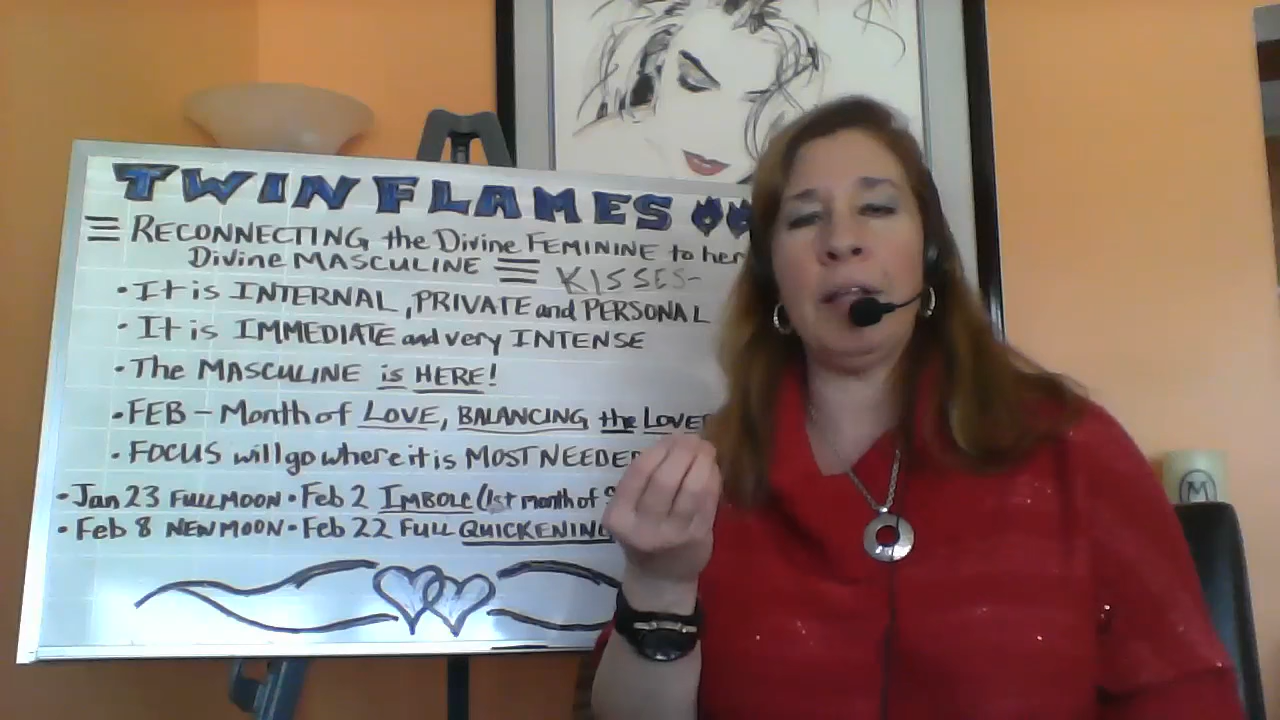 TWIN FLAMES
RECONNECTING the Divine FEMININE to her
Divine MASCULINE KISSES-
• It is INTERNAL, PRIVATE and PERSONAL
• It is IMMEDIATE and very INTENSE
• The MASCULINE is HERE!
• FEB - Month of LOVE, BALANCING the
• FOCUS will go where it is MOST
• Jan 23 FULL MOON • Feb 2 IMBOLC (1st month of
• Feb 8 NEW MOON • Feb 22 FULL QUICKENING
M